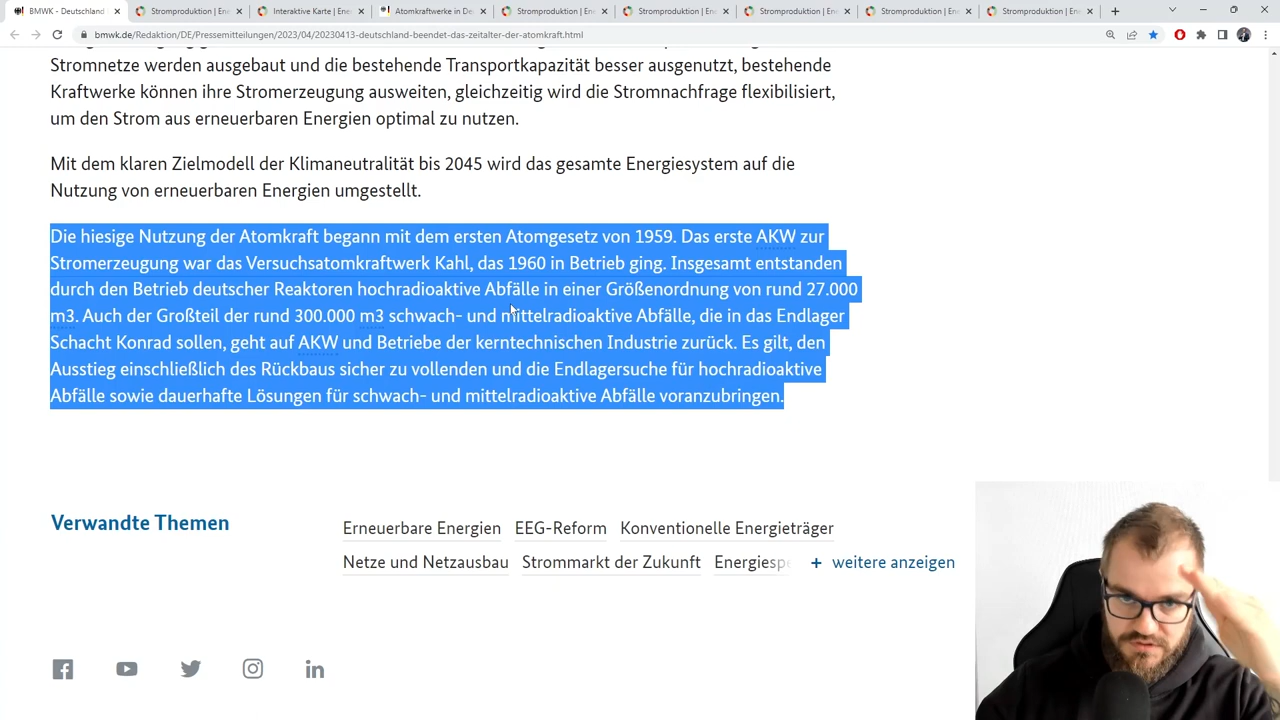 BMWK - Deutschland
Stromproduktion | Ene
Interaktive Karte | Ene
Atomkraftwerke in De
Stromproduktion | Ene
Stromproduktion | Ene
Stromproduktion | Ene
Stromproduktion | Ene
Stromproduktion | Ene
bmwk.de/Redaktion/DE/Pressemitteilungen/2023/04/20230413-deutschland-beendet-das-zeitalter-der-atomkraft.html
Stromnetze werden ausgebaut und die bestehende Transportkapazität besser ausgenutzt, bestehende
Kraftwerke können ihre Stromerzeugung ausweiten, gleichzeitig wird die Stromnachfrage flexibilisiert,
um den Strom aus erneuerbaren Energien optimal zu nutzen.
Mit dem klaren Zielmodell der Klimaneutralität bis 2045 wird das gesamte Energiesystem auf die
Nutzung von erneuerbaren Energien umgestellt.
Die hiesige Nutzung der Atomkraft begann mit dem ersten Atomgesetz von 1959. Das erste AKW zur
Stromerzeugung war das Versuchsatomkraftwerk Kahl, das 1960 in Betrieb ging. Insgesamt entstanden
durch den Betrieb deutscher Reaktoren hochradioaktive Abfälle in einer Größenordnung von rund 27.000
m3. Auch der Großteil der rund 300.000 m3 schwach- und mittelradioaktive Abfälle, die in das Endlager
Schacht Konrad sollen, geht auf AKW und Betriebe der kerntechnischen Industrie zurück. Es gilt, den
Ausstieg einschließlich des Rückbaus sicher zu vollenden und die Endlagersuche für hochradioaktive
Abfälle sowie dauerhafte Lösungen für schwach- und mittelradioaktive Abfälle voranzubringen.
Verwandte Themen
Erneuerbare Energien EEG-Reform Konventionelle Energieträger
Netze und Netzausbau Strommarkt der Zukunft Energiespe + weitere anzeigen